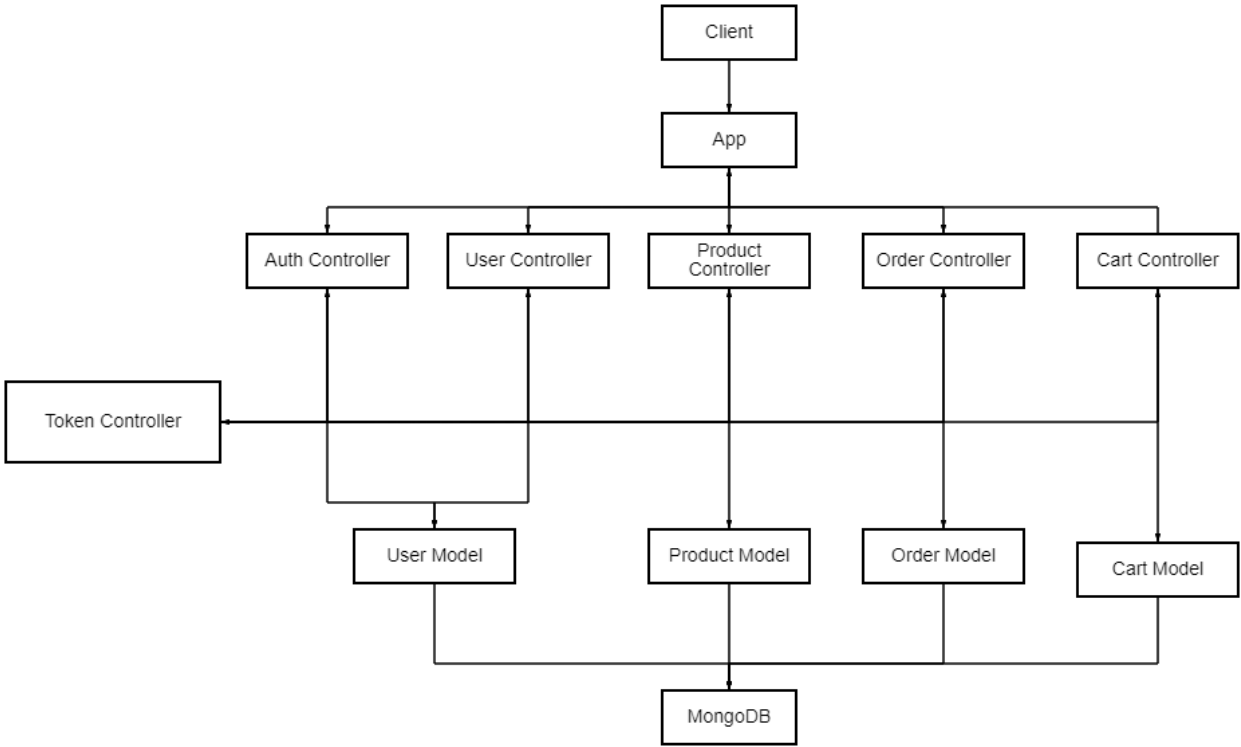 Client
App
Auth Controller
User Controller
Product
Controller
Order Controller
Cart Controller
Token Controller
User Model
Product Model
Order Model
Cart Model
MongoDB